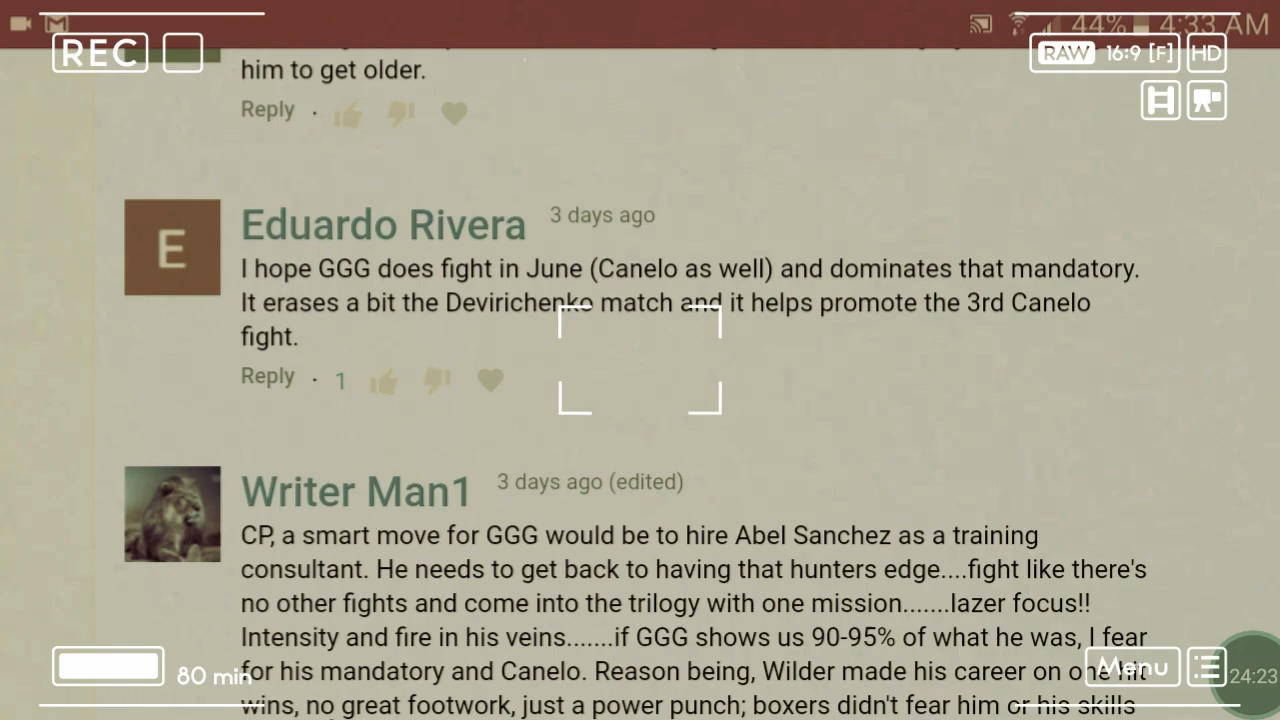 44% 4:33 AM
REC
RAW 16:9 [F] HD
him to get older.
Reply ·
E
Eduardo Rivera 3 days ago
I hope GGG does fight in June (Canelo as well) and dominates that mandatory.
It erases a bit the Devirichenko match and it helps promote the 3rd Canelo
fight.
Reply · 1
Writer Man1 3 days ago (edited)
CP, a smart move for GGG would be to hire Abel Sanchez as a training
consultant. He needs to get back to having that hunters edge....fight like there's
no other fights and come into the trilogy with one mission.......lazer focus!!
Intensity and fire in his veins.......if GGG shows us 90-95% of what he was, I fear
for his mandatory and Canelo. Reason being, Wilder made his career on one hit
wins, no great footwork, just a power punch; boxers didn't fear him or his skills
80 min
Menu
24:23